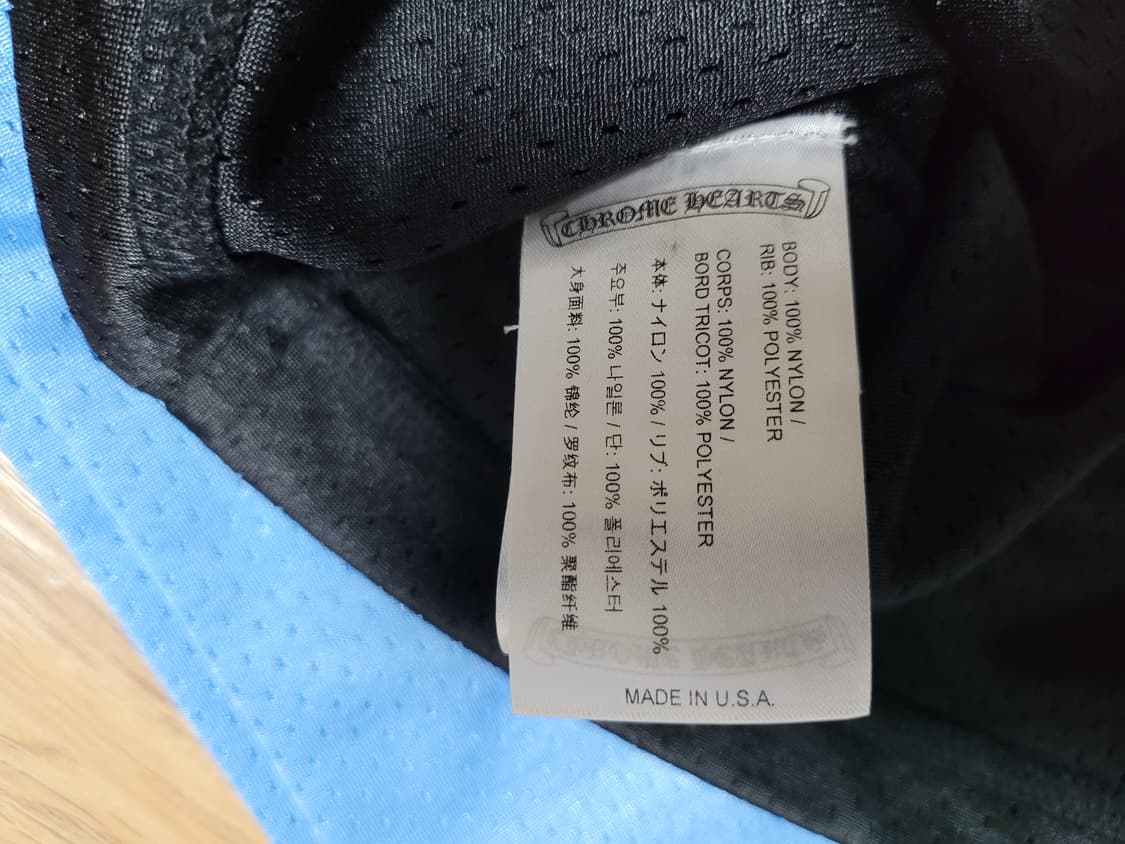 CHROME HEARTS
BODY: 100% NYLON /
RIB: 100% POLYESTER
CORPS: 100% NYLON /
BORD TRICOT: 100% POLYESTER
本体: ナイロン 100% / リブ: ポリエステル 100%
주요부: 100% 나일론 / 단: 100% 폴리에스터
大身面料: 100% 锦纶 / 罗纹布: 100% 聚酯纤维
MADE IN U.S.A.